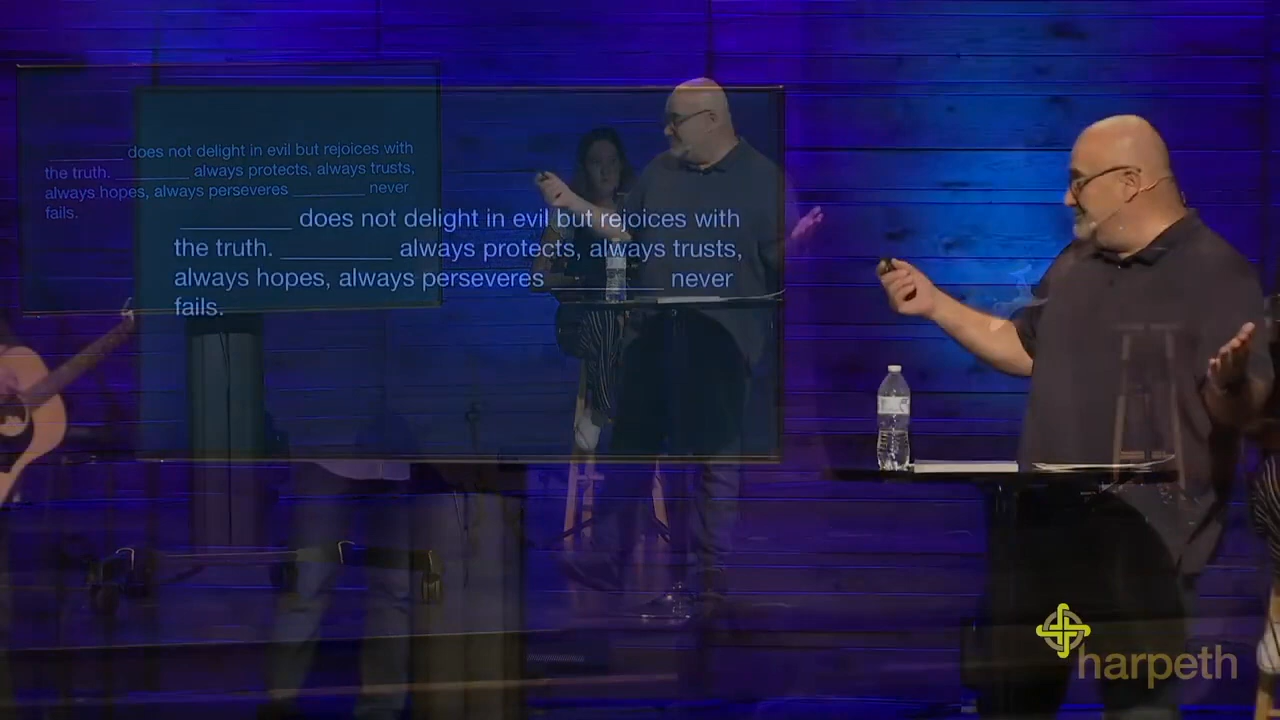 _________ does not delight in evil but rejoices with
the truth. _________ always protects, always trusts,
always hopes, always perseveres _________ never
fails.
_________ does not delight in evil but rejoices with
the truth. _________ always protects, always trusts,
always hopes, always perseveres _________ never
fails.
harpeth